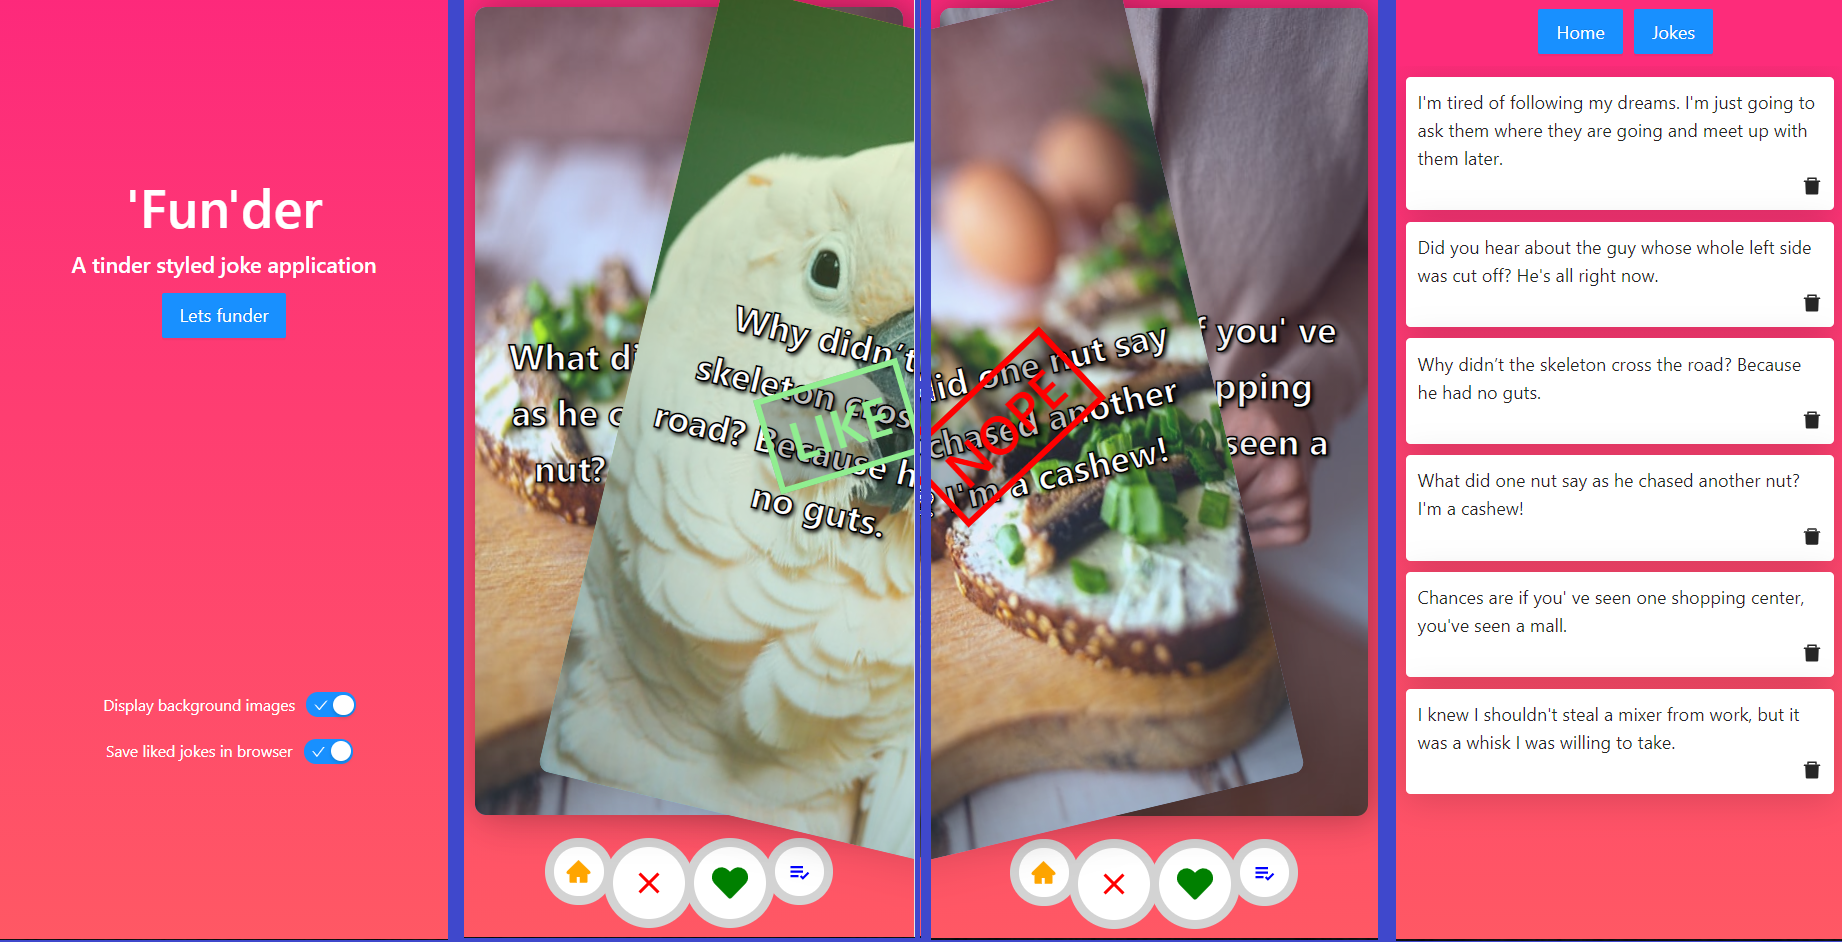 'Fun'der
A tinder styled joke application
Lets funder
Display background images
Save liked jokes in browser
What di
as he c
nut?
Why didn't
skeleton cros
road? Because h
no guts.
LIKE
did one nut say
chased another
? I'm a cashew!
NOPE
f you' ve
pping
seen a
Home
Jokes
I'm tired of following my dreams. I'm just going to
ask them where they are going and meet up with
them later.
Did you hear about the guy whose whole left side
was cut off? He's all right now.
Why didn’t the skeleton cross the road? Because
he had no guts.
What did one nut say as he chased another nut?
I'm a cashew!
Chances are if you' ve seen one shopping center,
you've seen a mall.
I knew I shouldn't steal a mixer from work, but it
was a whisk I was willing to take.